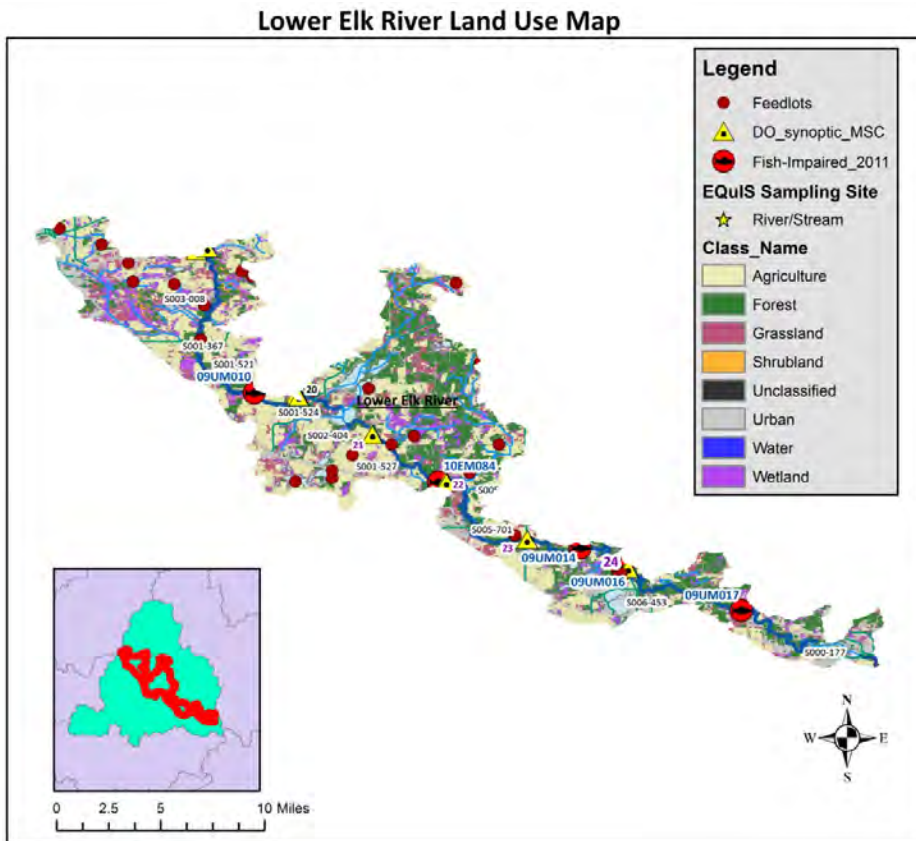 Lower Elk River Land Use Map
Legend
Feedlots
DO_synoptic_MSC
Fish-Impaired_2011
EQuIS Sampling Site
River/Stream
Class_Name
Agriculture
Forest
Grassland
Shrubland
Unclassified
Urban
Water
Wetland
S003-008
S001-367
S001-521
09UM010
20
S001-524
Lower Elk River
S002-404
21
S001-527
10EM084
22
S005-701
23
09UM014
24
09UM016
S006-453
09UM017
S000-177
N
W E
S
0 2.5 5 10 Miles